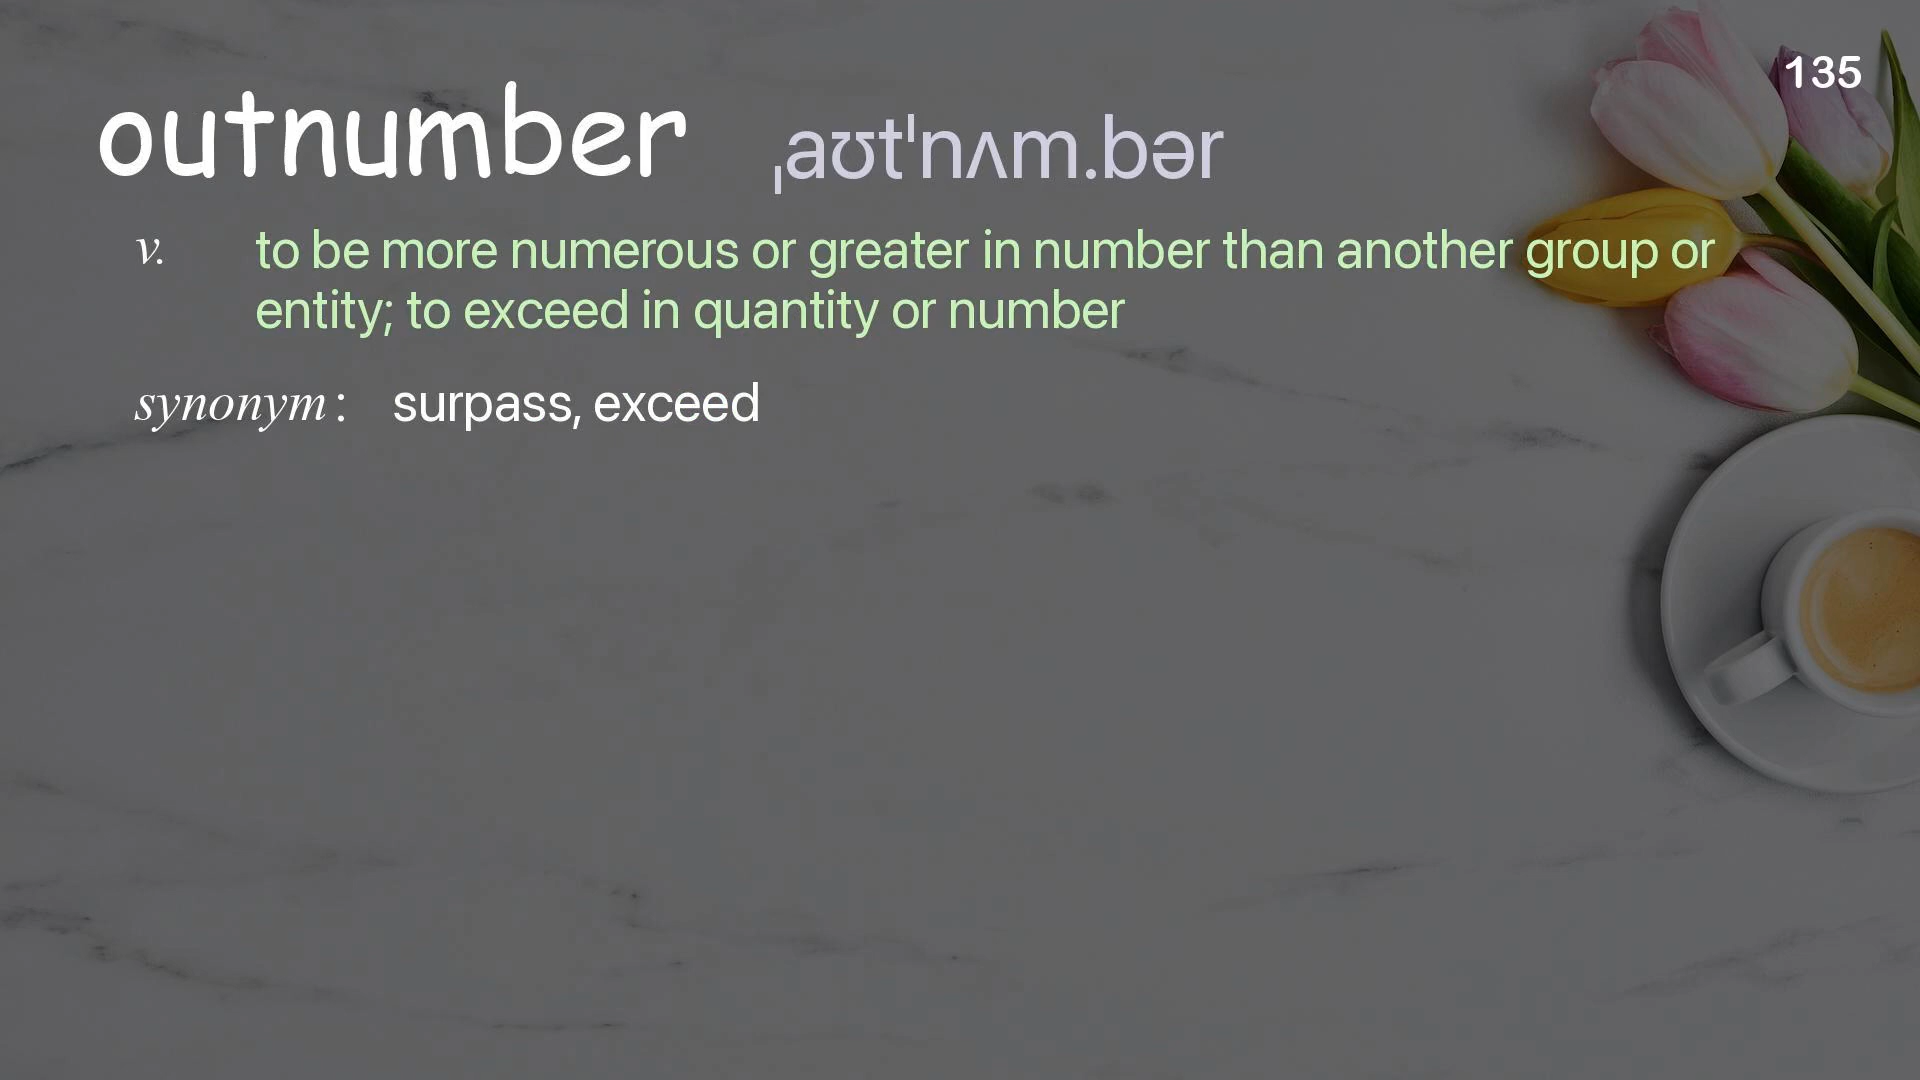 135
outnumber ˌaʊtˈnʌm.bər
v. to be more numerous or greater in number than another group or
entity; to exceed in quantity or number
synonym : surpass, exceed